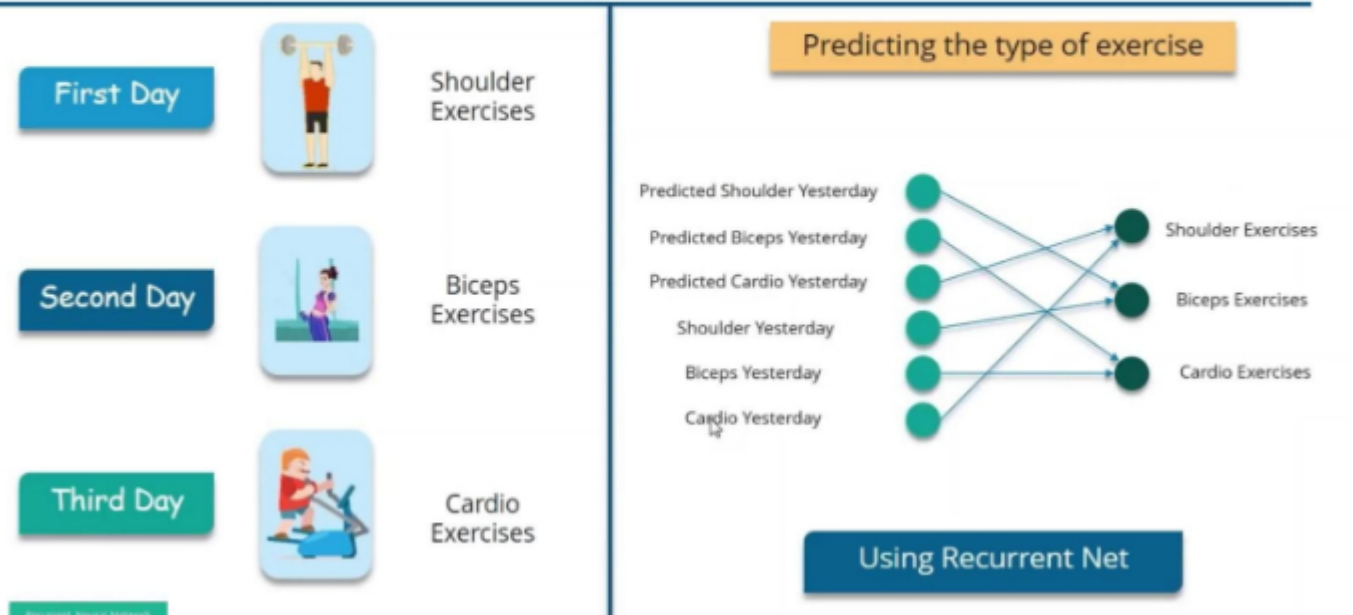 First Day
Shoulder
Exercises
Second Day
Biceps
Exercises
Third Day
Cardio
Exercises
Predicting the type of exercise
Predicted Shoulder Yesterday
Predicted Biceps Yesterday
Predicted Cardio Yesterday
Shoulder Yesterday
Biceps Yesterday
Cardio Yesterday
Shoulder Exercises
Biceps Exercises
Cardio Exercises
Using Recurrent Net